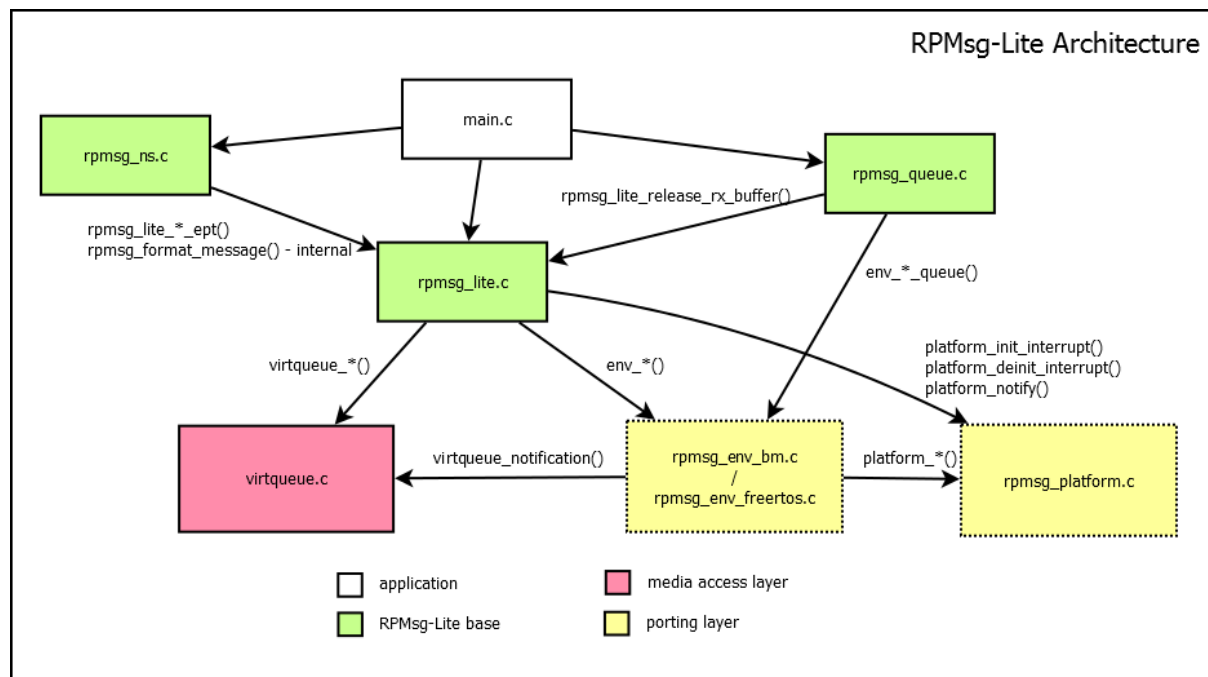 RPMsg-Lite Architecture
main.c
rpmsg_ns.c
rpmsg_queue.c
rpmsg_lite_release_rx_buffer()
rpmsg_lite_*_ept()
rpmsg_format_message() - internal
rpmsg_lite.c
env_*_queue()
virtqueue_*()
env_*()
platform_init_interrupt()
platform_deinit_interrupt()
platform_notify()
virtqueue.c
virtqueue_notification()
rpmsg_env_bm.c
/
rpmsg_env_freertos.c
platform_*()
rpmsg_platform.c
application
media access layer
RPMsg-Lite base
porting layer